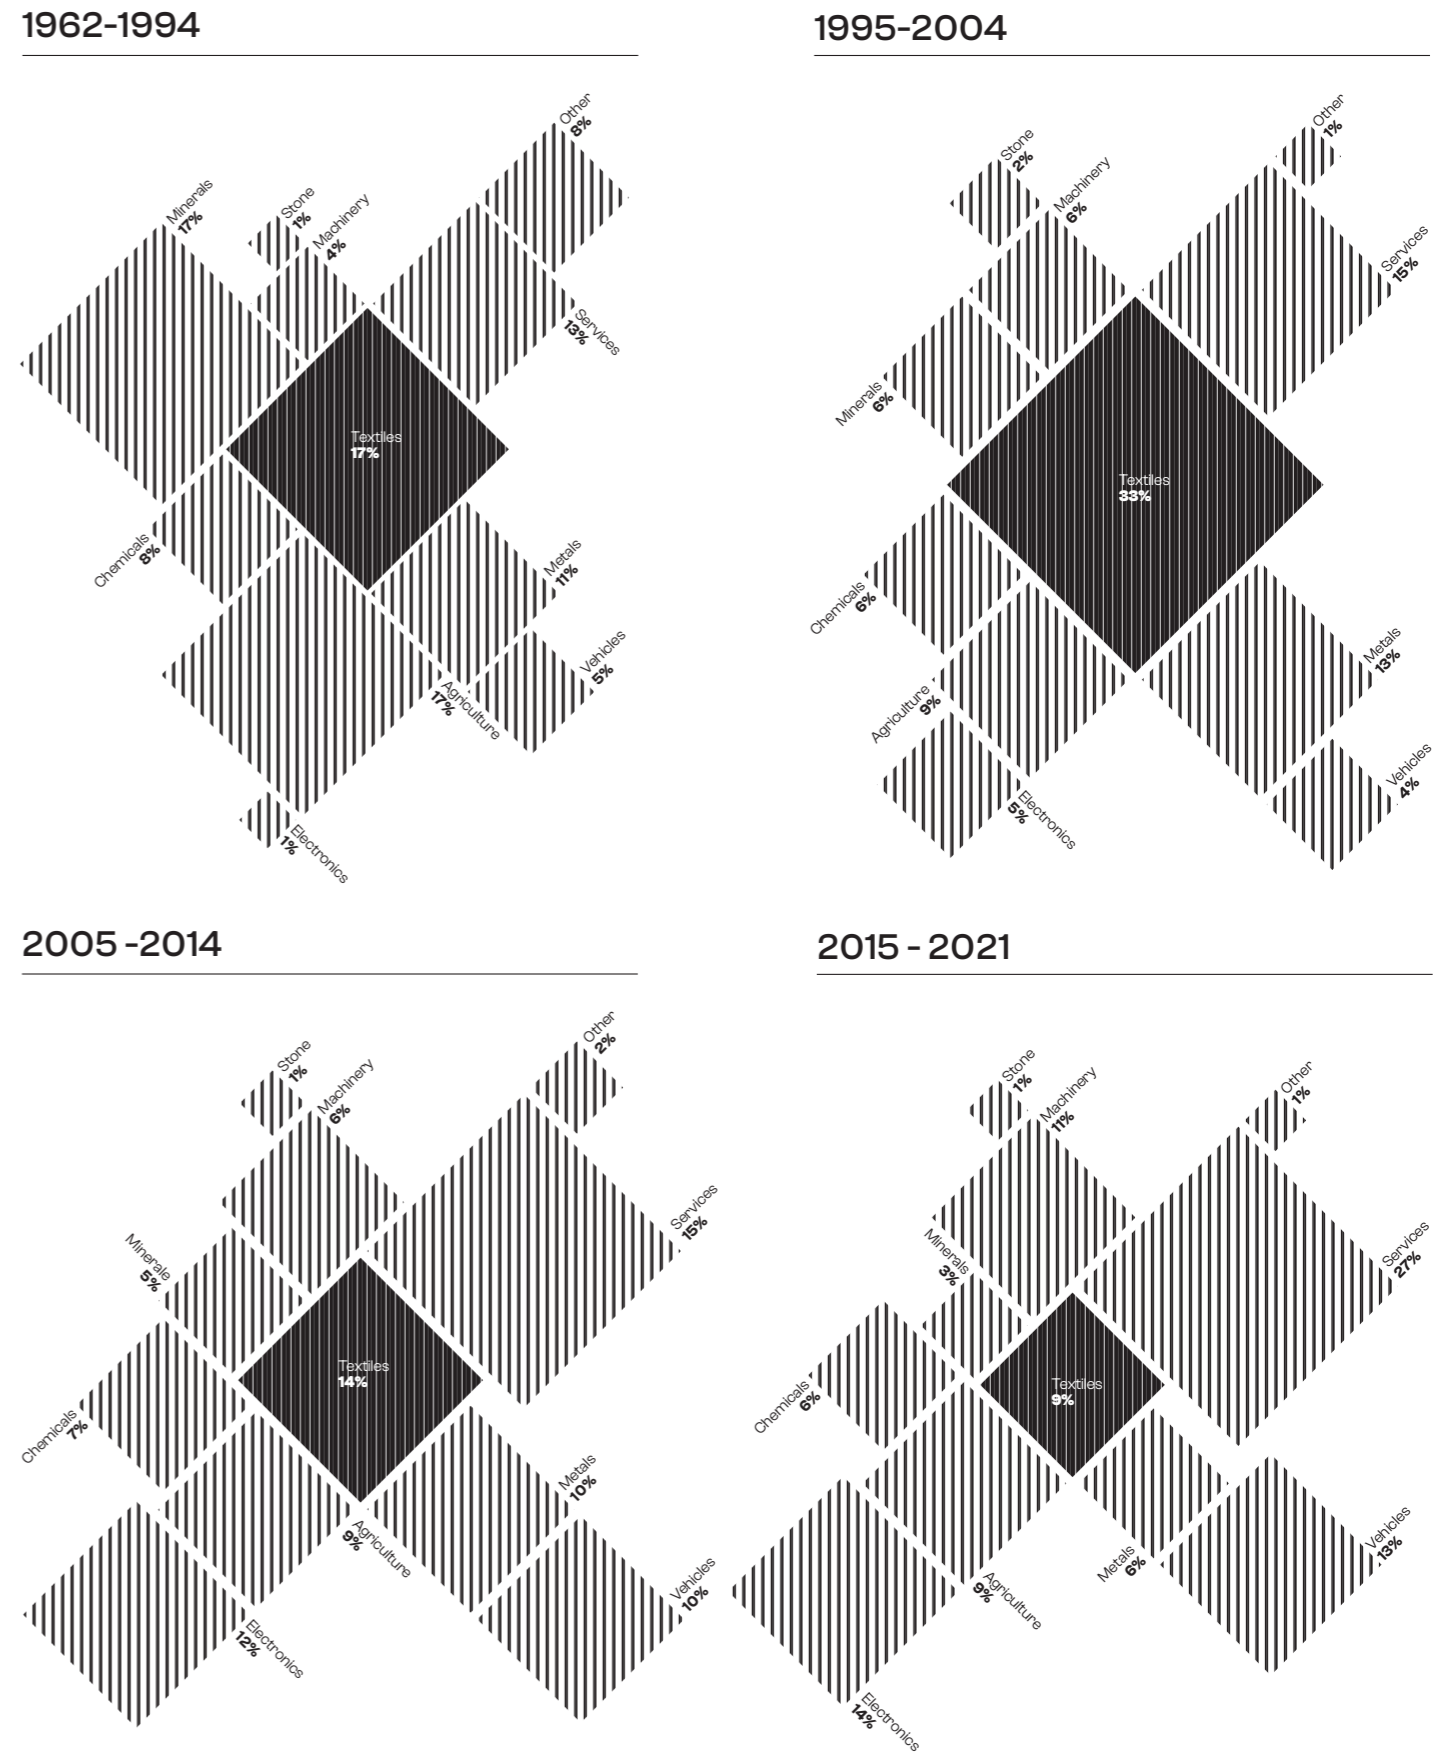 1962-1994
Other
8%
Minerals
17%
Stone
1%
Machinery
4%
Services
13%
Textiles
17%
Chemicals
8%
Metals
11%
Vehicles
5%
Agriculture
17%
Electronics
1%
1995-2004
Other
1%
Stone
2%
Machinery
6%
Services
15%
Minerals
6%
Textiles
33%
Chemicals
6%
Metals
13%
Agriculture
9%
Vehicles
4%
Electronics
5%
2005 -2014
Other
2%
Stone
1%
Machinery
6%
Services
15%
Minerale
5%
Textiles
14%
Chemicals
7%
Metals
10%
Agriculture
9%
Vehicles
10%
Electronics
12%
2015 - 2021
Stone
1%
Other
1%
Machinery
11%
Services
27%
Minerals
3%
Chemicals
6%
Textiles
9%
Vehicles
13%
Metals
6%
Agriculture
9%
Electronics
14%